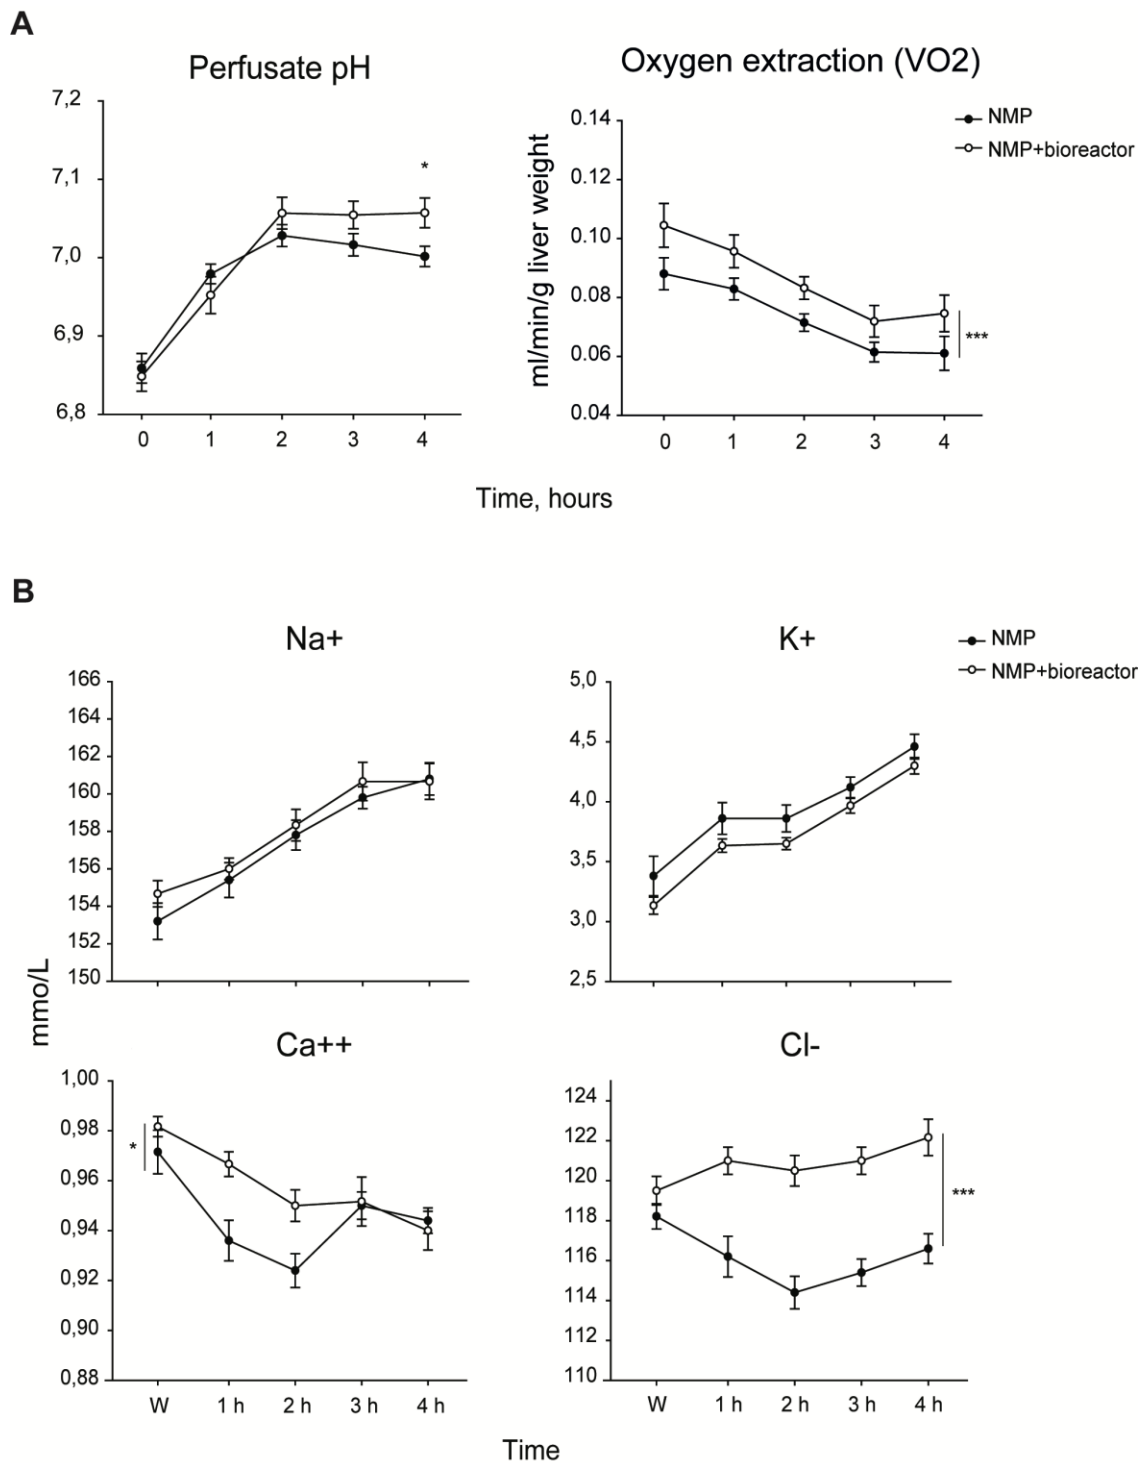 A
Perfusate pH
Oxygen extraction (VO2)
NMP
NMP+bioreactor
7,2
7,1
7,0
6,9
6,8
*
0 1 2 3 4
ml/min/g liver weight
0.14
0.12
0.10
0.08
0.06
0.04
***
0 1 2 3 4
Time, hours
B
Na+
K+
NMP
NMP+bioreactor
166
164
162
160
158
156
154
152
150
5,0
4,5
4,0
3,5
3,0
2,5
mmo/L
Ca++
Cl-
1,00
0,98
0,96
0,94
0,92
0,90
0,88
*
W 1 h 2 h 3 h 4 h
124
122
120
118
116
114
112
110
***
W 1 h 2 h 3 h 4 h
Time